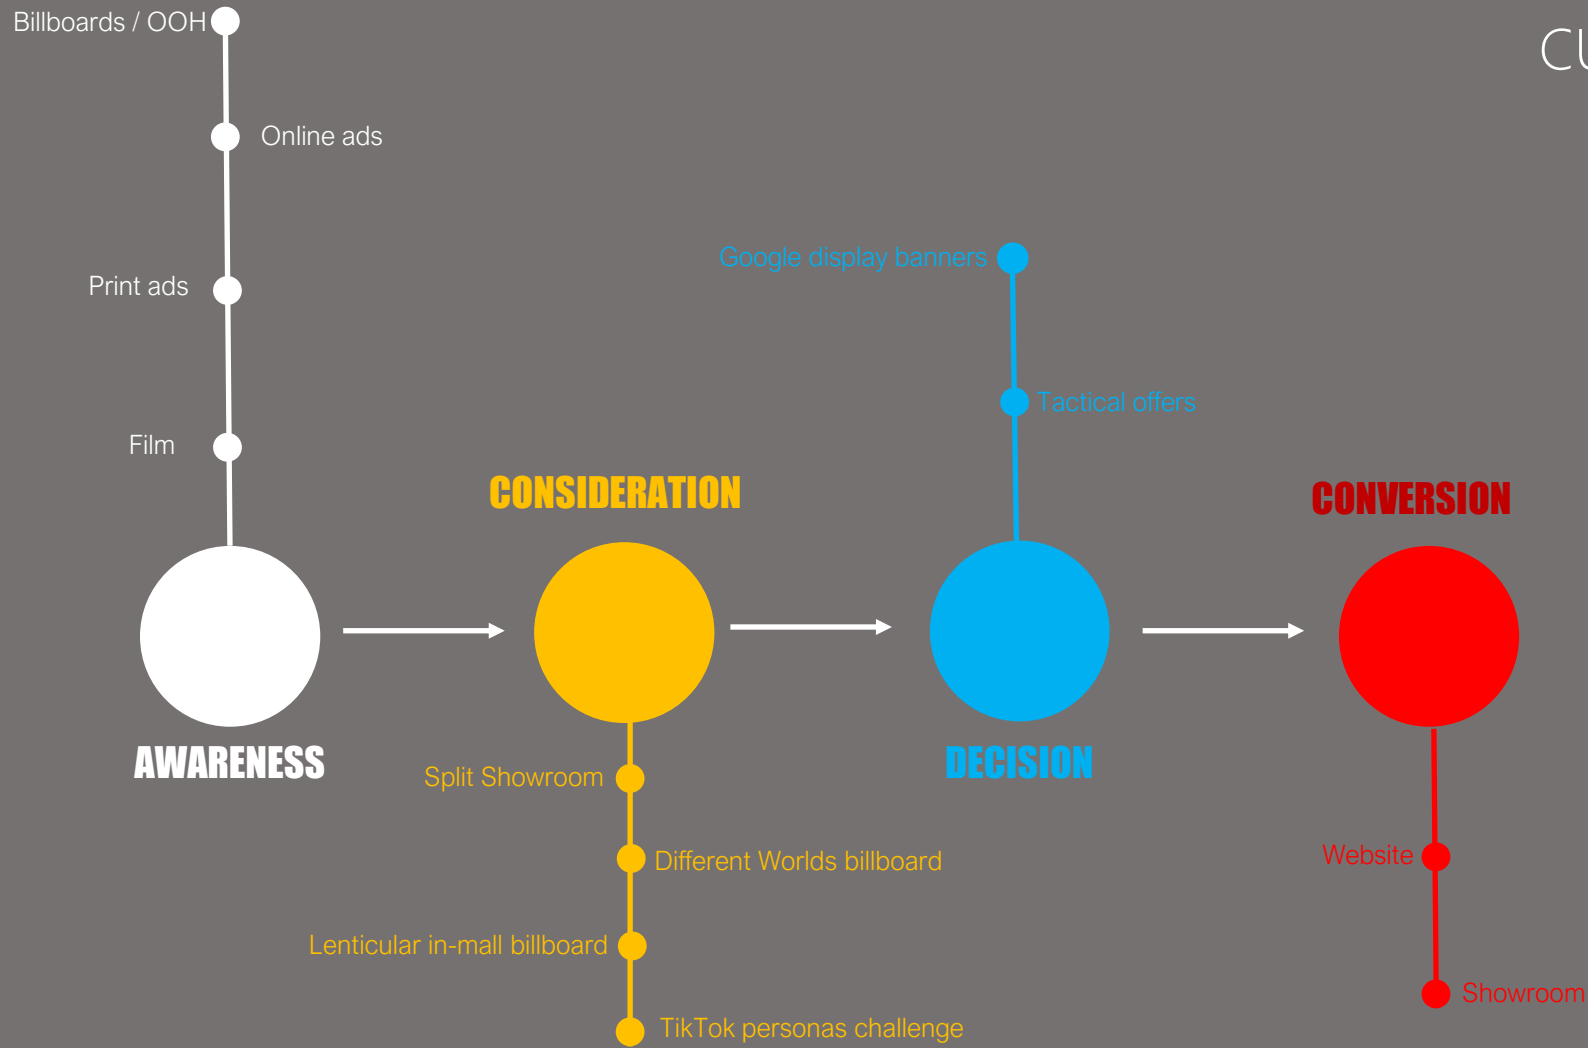 Billboards / OOH
CU
Online ads
Print ads
Film
Google display banners
Tactical offers
CONSIDERATION
CONVERSION
AWARENESS
DECISION
Split Showroom
Different Worlds billboard
Lenticular in-mall billboard
TikTok personas challenge
Website
Showroom